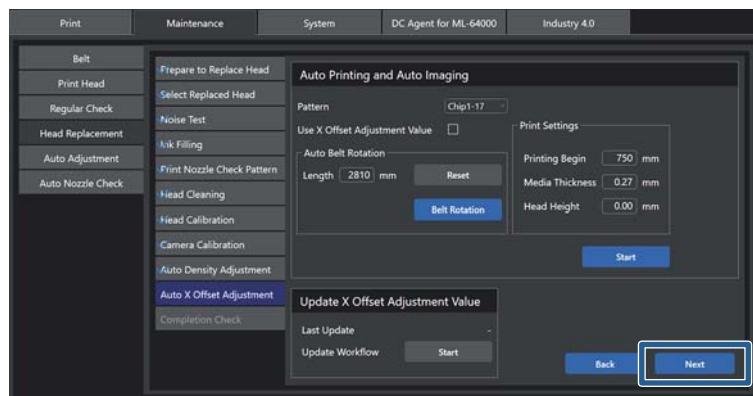 Print Maintenance System DC Agent for ML-64000 Industry 4.0
Belt
Print Head
Regular Check
Head Replacement
Auto Adjustment
Auto Nozzle Check
Prepare to Replace Head
Select Replaced Head
Noise Test
Ink Filling
Print Nozzle Check Pattern
Head Cleaning
Head Calibration
Camera Calibration
Auto Density Adjustment
Auto X Offset Adjustment
Completion Check
Auto Printing and Auto Imaging
Pattern Chip1-17
Use X Offset Adjustment Value
Auto Belt Rotation
Length 2810 mm Reset
Belt Rotation
Print Settings
Printing Begin 750 mm
Media Thickness 0.27 mm
Head Height 0.00 mm
Start
Update X Offset Adjustment Value
Last Update -
Update Workflow Start
Back Next